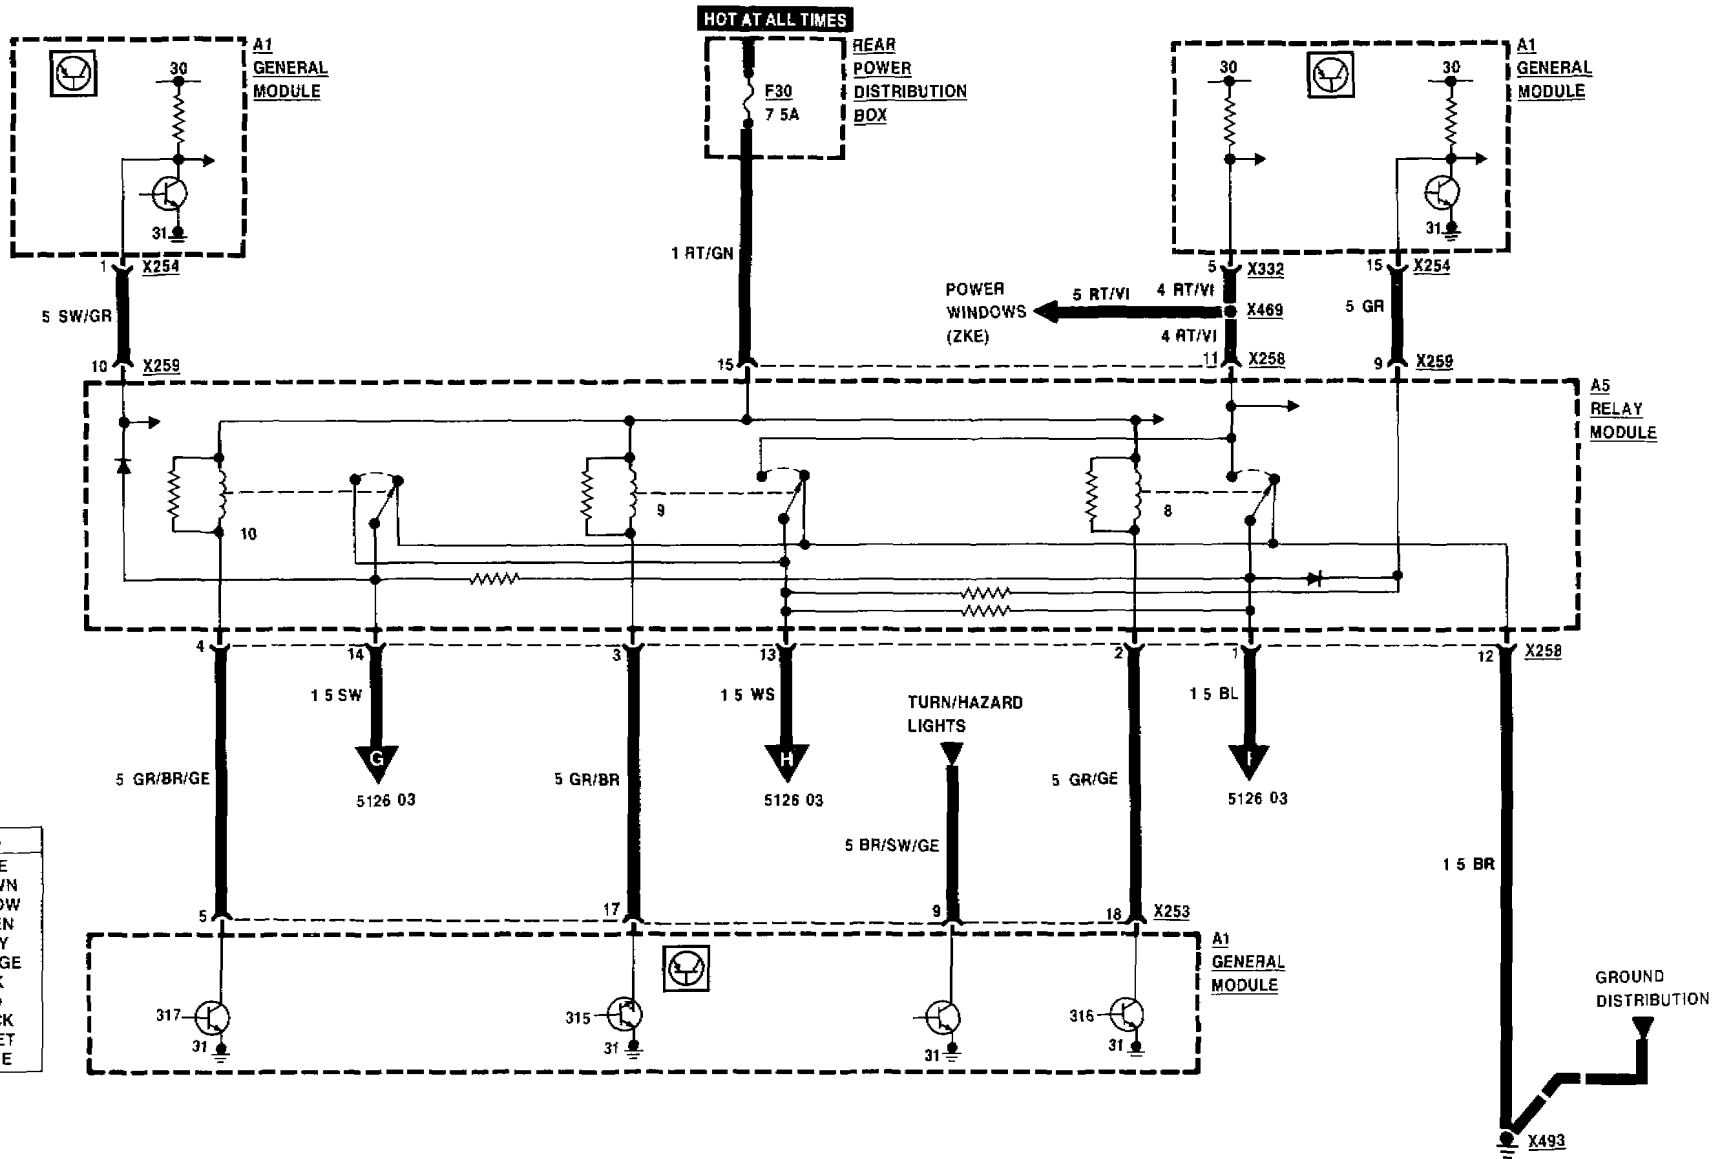 HOT AT ALL TIMES
A1
GENERAL
MODULE
30
31
REAR
POWER
DISTRIBUTION
BOX
F30
7 5A
A1
GENERAL
MODULE
30
30
31
1 X254
5 SW/GR
10 X259
1 RT/GN
15
POWER
WINDOWS
(ZKE)
5 RT/VI
5 X332
4 RT/VI
X469
4 RT/VI
11 X258
15 X254
5 GR
9 X259
A5
RELAY
MODULE
10
9
8
4
14
3
13
2
1
12 X258
1 5 SW
1 5 WS
1 5 BL
TURN/HAZARD
LIGHTS
G
H
I
5 GR/BR/GE
5126 03
5 GR/BR
5126 03
5 GR/GE
5126 03
5 BR/SW/GE
1 5 BR
E
WN
OW
EN
Y
GE
K
CK
ET
E
5
17
9
18 X253
A1
GENERAL
MODULE
317
31
315
31
31
316
31
GROUND
DISTRIBUTION
X493